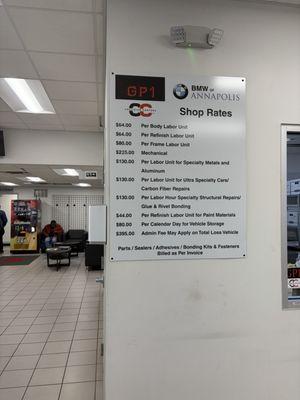 GP1
BMW OF
ANNAPOLIS
Shop Rates
$64.00 Per Body Labor Unit
$64.00 Per Refinish Labor Unit
$80.00 Per Frame Labor Unit
$225.00 Mechanical
$130.00 Per Labor Unit for Specialty Metals and
Aluminum
$130.00 Per Labor Unit for Ultra Specialty Cars/
Carbon Fiber Repairs
$130.00 Per Labor Hour Specialty Structural Repairs/
Glue & Rivet Bonding
$44.00 Per Refinish Labor Unit for Paint Materials
$80.00 Per Calendar Day for Vehicle Storage
$395.00 Admin Fee May Apply on Total Loss Vehicle
Parts / Sealers / Adhesives / Bonding Kits & Fasteners
Billed as Per Invoice